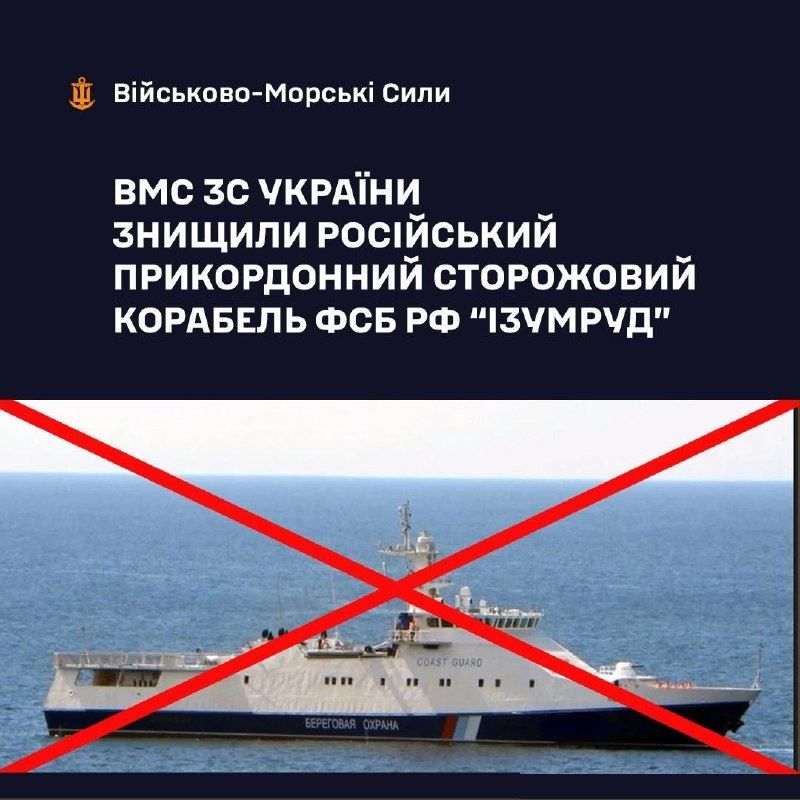 Військово-Морські Сили
ВМС ЗС УКРАЇНИ
ЗНИЩИЛИ РОСІЙСЬКИЙ
ПРИКОРДОННИЙ СТОРОЖОВИЙ
КОРАБЕЛЬ ФСБ РФ “ІЗУМРУД”
COAST GUARD
БЕРЕГОВАЯ ОХРАНА